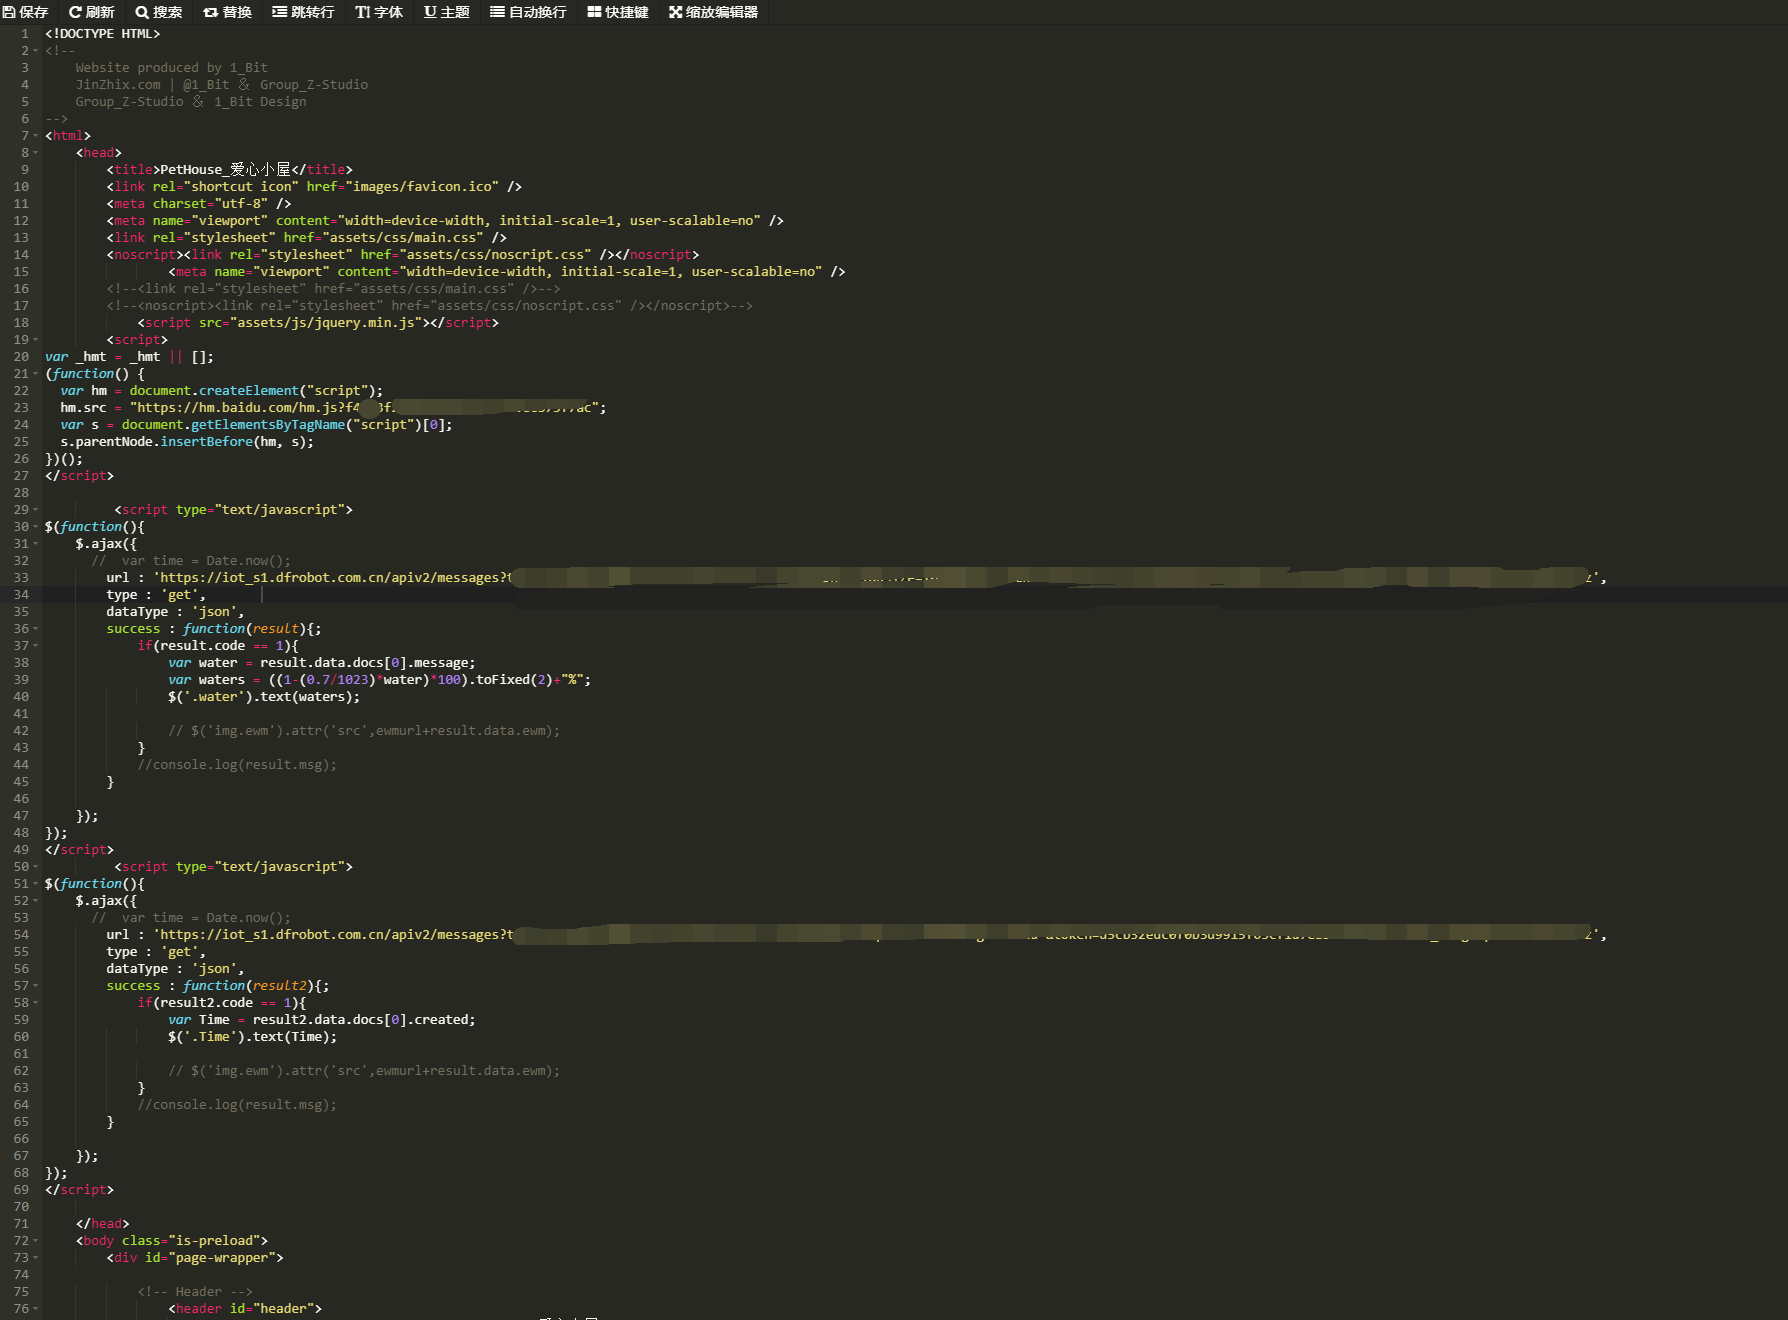 保存 刷新 搜索 替换 跳转行 字体 主题 自动换行 快捷键 缩放编辑器
1 <!DOCTYPE HTML>
2 <!--
3 Website produced by 1_Bit
4 JinZhix.com | @1_Bit ＆ Group_Z-Studio
5 Group_Z-Studio ＆ 1_Bit Design
6 -->
7 <html>
8 <head>
9 <title>PetHouse_爱心小屋</title>
10 <link rel="shortcut icon" href="images/favicon.ico" />
11 <meta charset="utf-8" />
12 <meta name="viewport" content="width=device-width, initial-scale=1, user-scalable=no" />
13 <link rel="stylesheet" href="assets/css/main.css" />
14 <noscript><link rel="stylesheet" href="assets/css/noscript.css" /></noscript>
15 <meta name="viewport" content="width=device-width, initial-scale=1, user-scalable=no" />
16 <!--<link rel="stylesheet" href="assets/css/main.css" />-->
17 <!--<noscript><link rel="stylesheet" href="assets/css/noscript.css" /></noscript>-->
18 <script src="assets/js/jquery.min.js"></script>
19 <script>
20 var _hmt = _hmt || [];
21 (function() {
22 var hm = document.createElement("script");
23 hm.src = "https://hm.baidu.com/hm.js?f4
24 var s = document.getElementsByTagName("script")[0];
25 s.parentNode.insertBefore(hm, s);
26 })();
27 </script>
28
29 <script type="text/javascript">
30 $(function(){
31 $.ajax({
32 // var time = Date.now();
33 url : 'https://iot_s1.dfrobot.com.cn/apiv2/messages?t ',
34 type : 'get',
35 dataType : 'json',
36 success : function(result){;
37 if(result.code == 1){
38 var water = result.data.docs[0].message;
39 var waters = ((1-(0.7/1023)*water)*100).toFixed(2)+"%";
40 $('.water').text(waters);
41
42 // $('img.ewm').attr('src',ewmurl+result.data.ewm);
43 }
44 //console.log(result.msg);
45 }
46
47 });
48 });
49 </script>
50 <script type="text/javascript">
51 $(function(){
52 $.ajax({
53 // var time = Date.now();
54 url : 'https://iot_s1.dfrobot.com.cn/apiv2/messages?t ',
55 type : 'get',
56 dataType : 'json',
57 success : function(result2){;
58 if(result2.code == 1){
59 var Time = result2.data.docs[0].created;
60 $('.Time').text(Time);
61
62 // $('img.ewm').attr('src',ewmurl+result.data.ewm);
63 }
64 //console.log(result.msg);
65 }
66
67 });
68 });
69 </script>
70
71 </head>
72 <body class="is-preload">
73 <div id="page-wrapper">
74
75 <!-- Header -->
76 <header id="header">